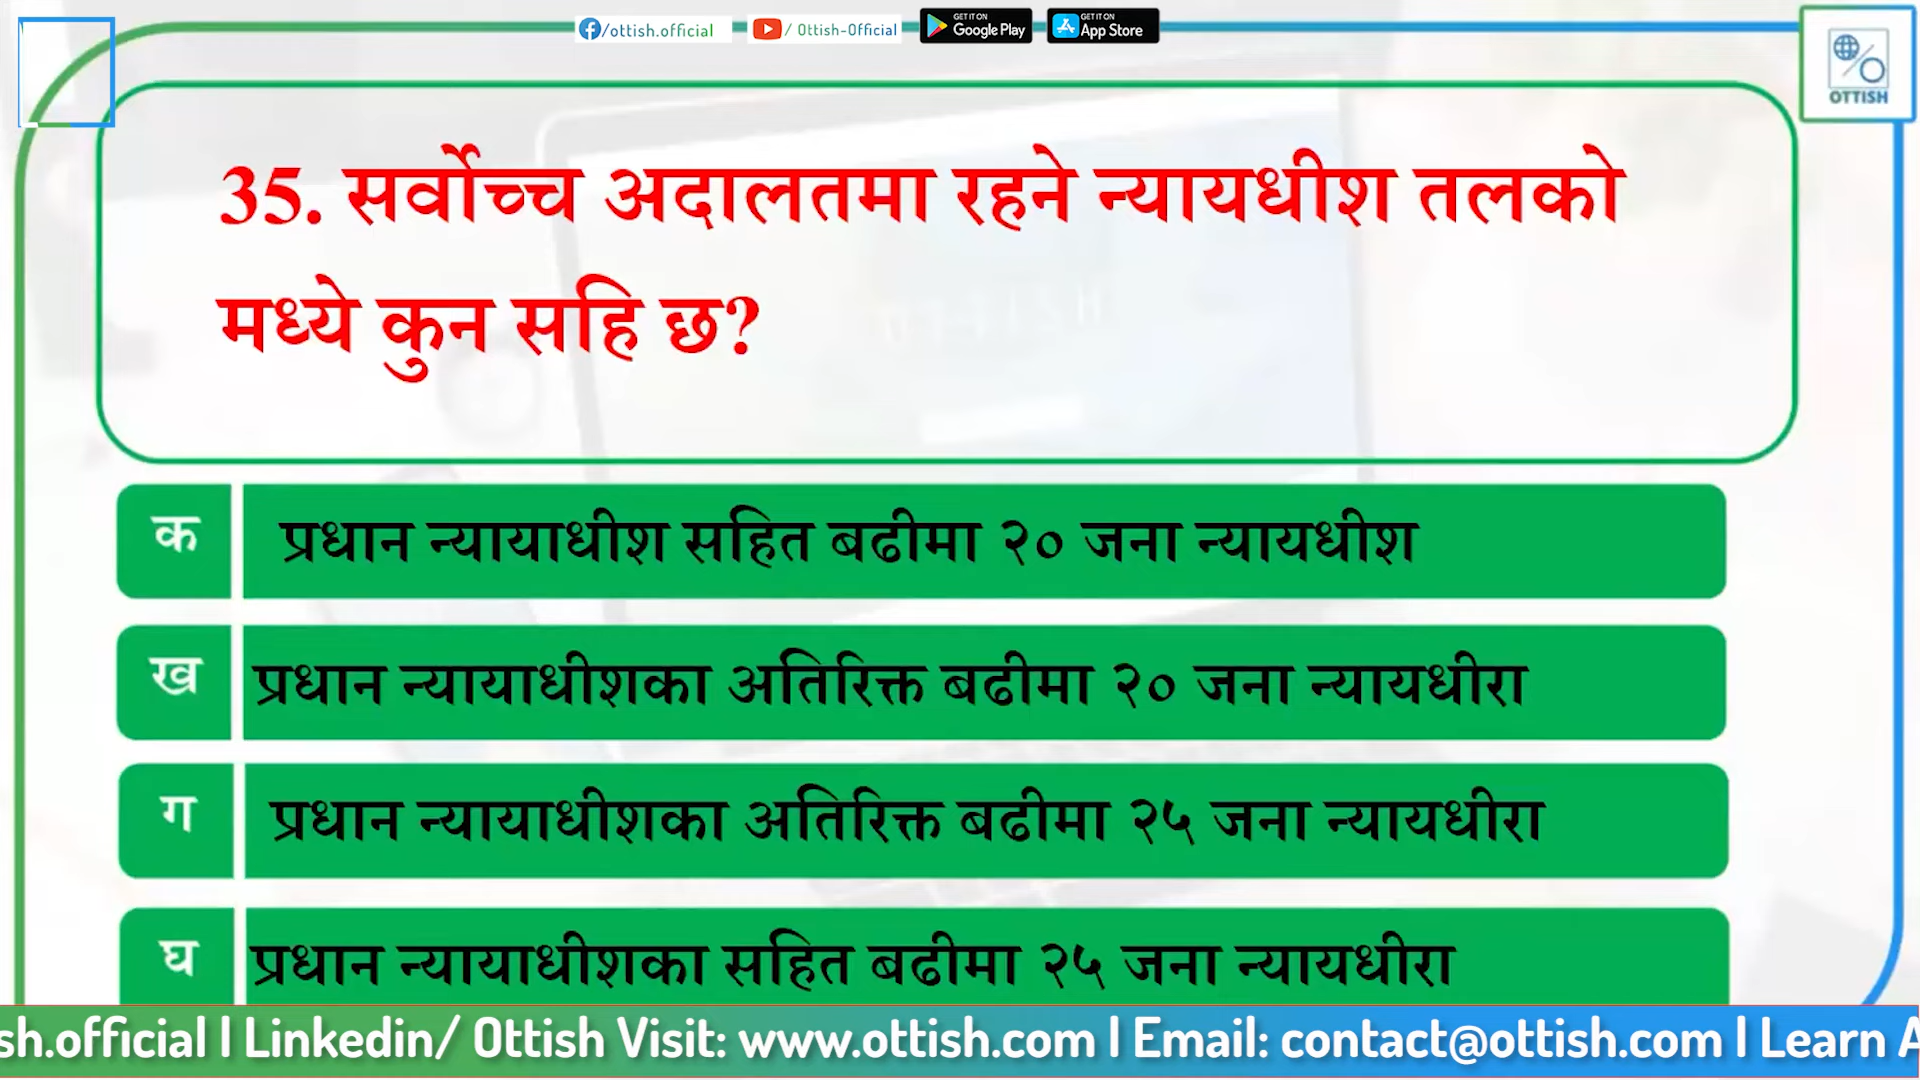 /ottish.official / Ottish-Official GET IT ON Google Play GET IT ON App Store
OTTISH
35. सर्वोच्च अदालतमा रहने न्यायधीश तलको
मध्ये कुन सहि छ?
क प्रधान न्यायाधीश सहित बढीमा २० जना न्यायधीश
ख प्रधान न्यायाधीशका अतिरिक्त बढीमा २० जना न्यायधीरा
ग प्रधान न्यायाधीशका अतिरिक्त बढीमा २५ जना न्यायधीरा
घ प्रधान न्यायाधीशका सहित बढीमा २५ जना न्यायधीरा
sh.official l Linkedin/ Ottish Visit: www.ottish.com l Email: contact@ottish.com l Learn A